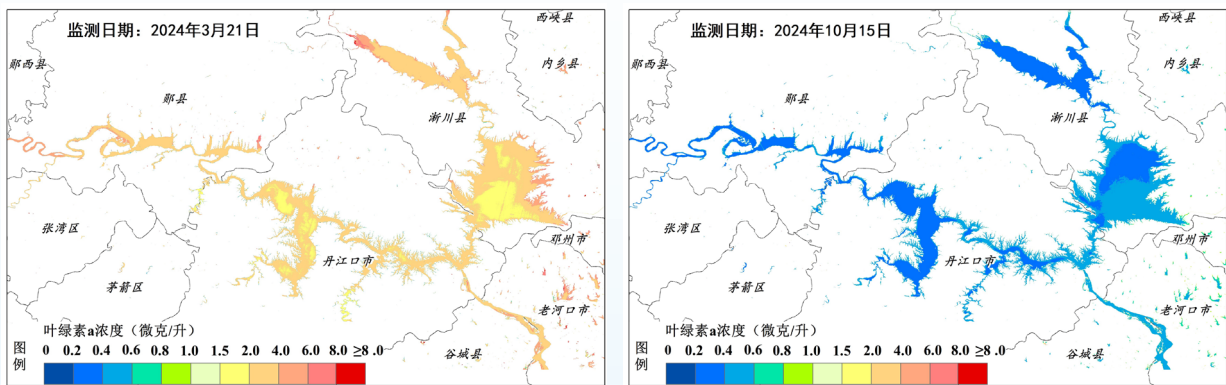 监测日期：2024年3月21日
西峡县
郧西县
内乡县
郧县
淅川县
张湾区
邓州市
丹江口市
茅箭区
老河口市
谷城县
叶绿素a浓度（微克/升）
图例
0 0.2 0.4 0.6 0.8 1.0 1.5 2.0 4.0 6.0 8.0 ≥8 .0
监测日期：2024年10月15日
西峡县
郧西县
内乡县
郧县
淅川县
张湾区
邓州市
丹江口市
茅箭区
老河口市
谷城县
叶绿素a浓度（微克/升）
图例
0 0.2 0.4 0.6 0.8 1.0 1.5 2.0 4.0 6.0 8.0 ≥8 .0